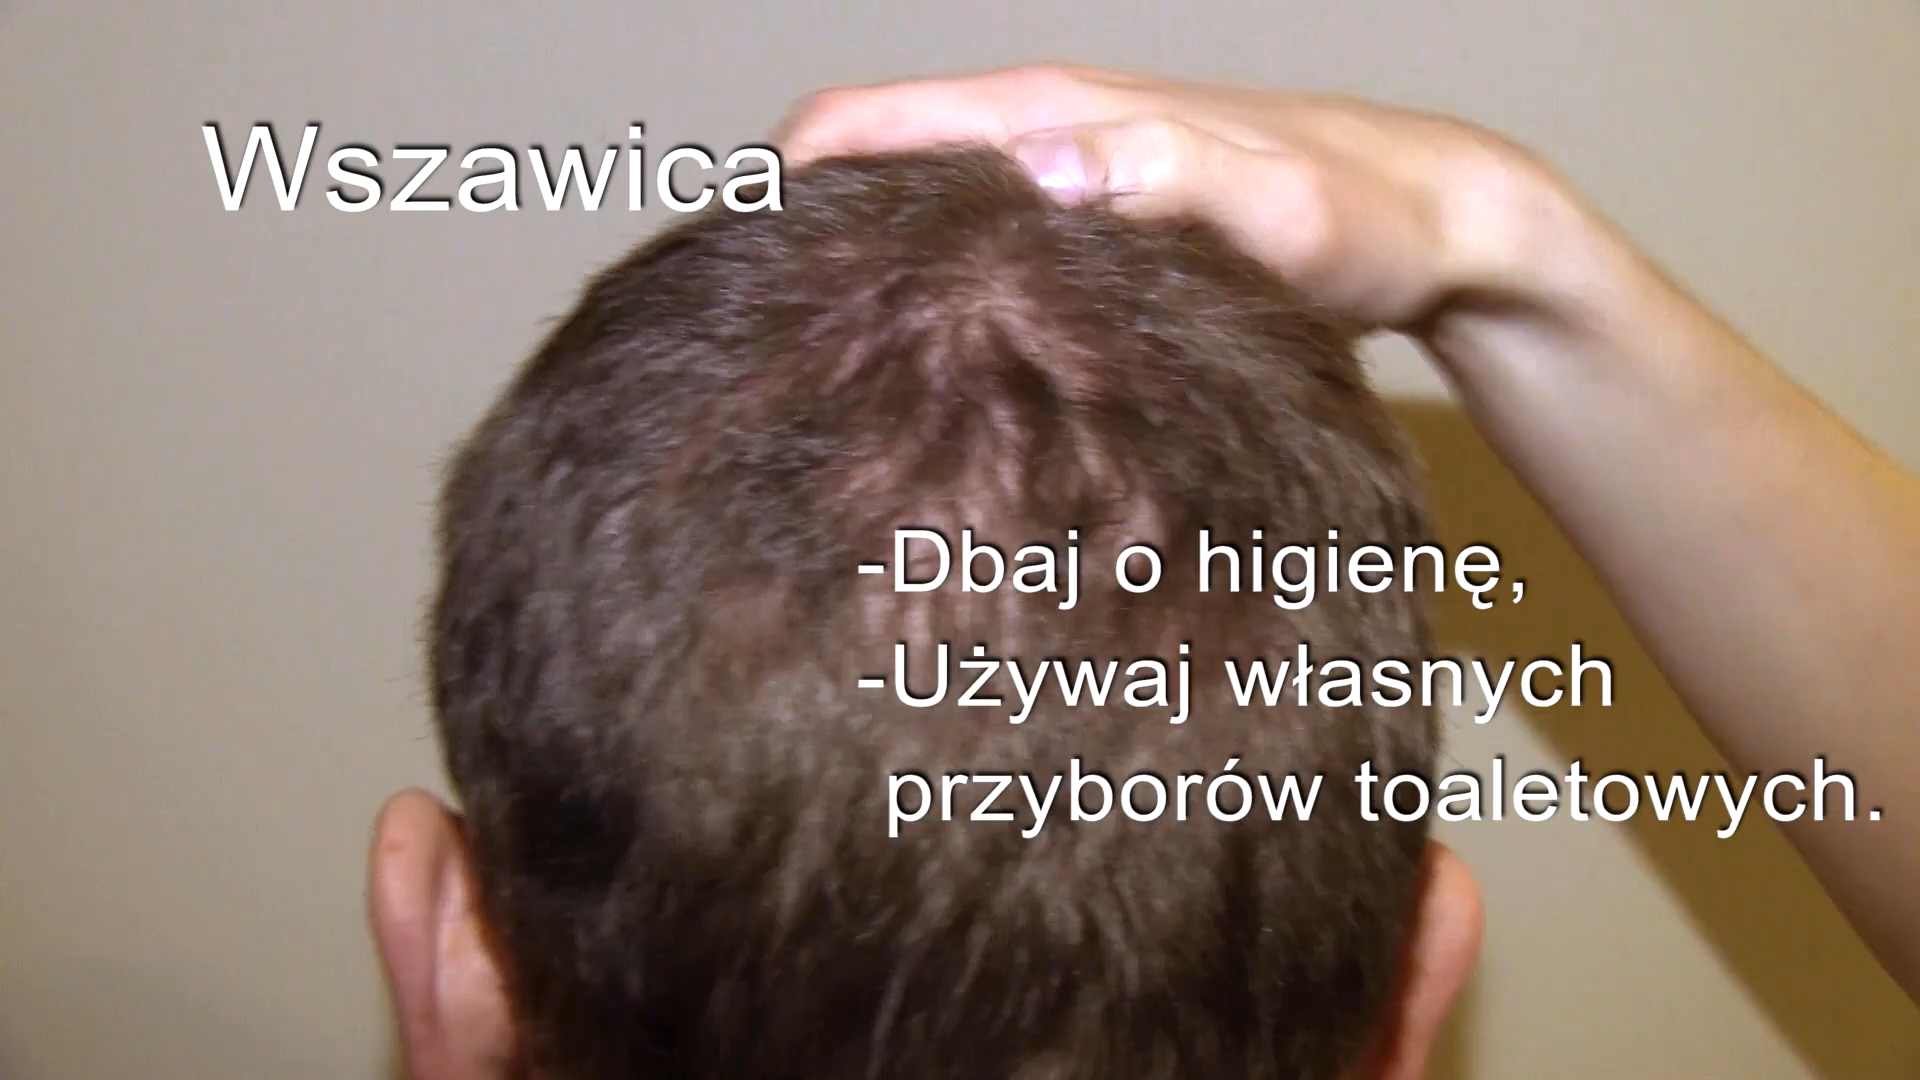 Wszawica
-Dbaj o higienę,
-Używaj własnych
przyborów toaletowych.